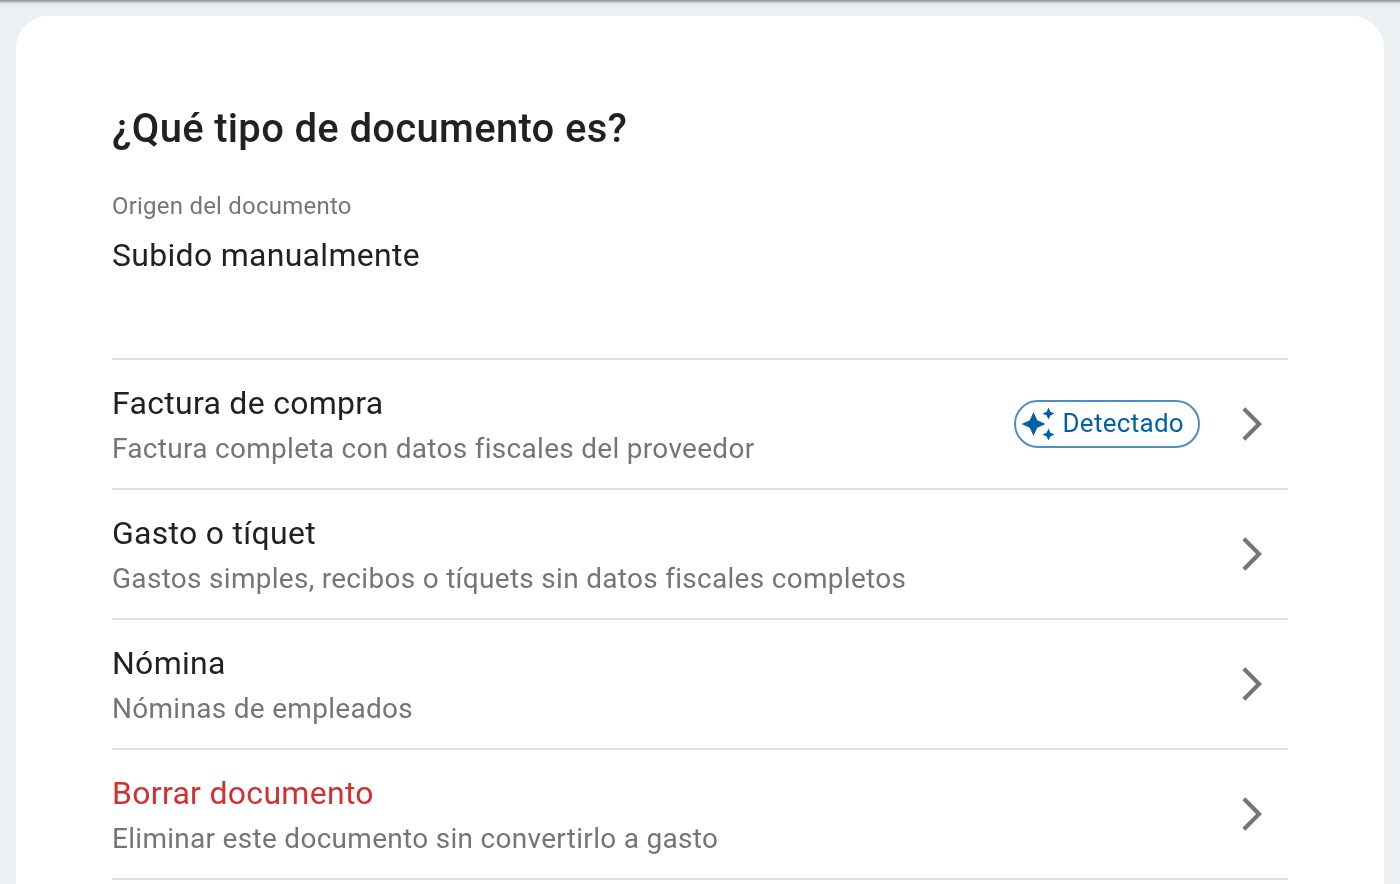 ¿Qué tipo de documento es?
Origen del documento
Subido manualmente
Factura de compra
Factura completa con datos fiscales del proveedor
Detectado
Gasto o tíquet
Gastos simples, recibos o tíquets sin datos fiscales completos
Nómina
Nóminas de empleados
Borrar documento
Eliminar este documento sin convertirlo a gasto